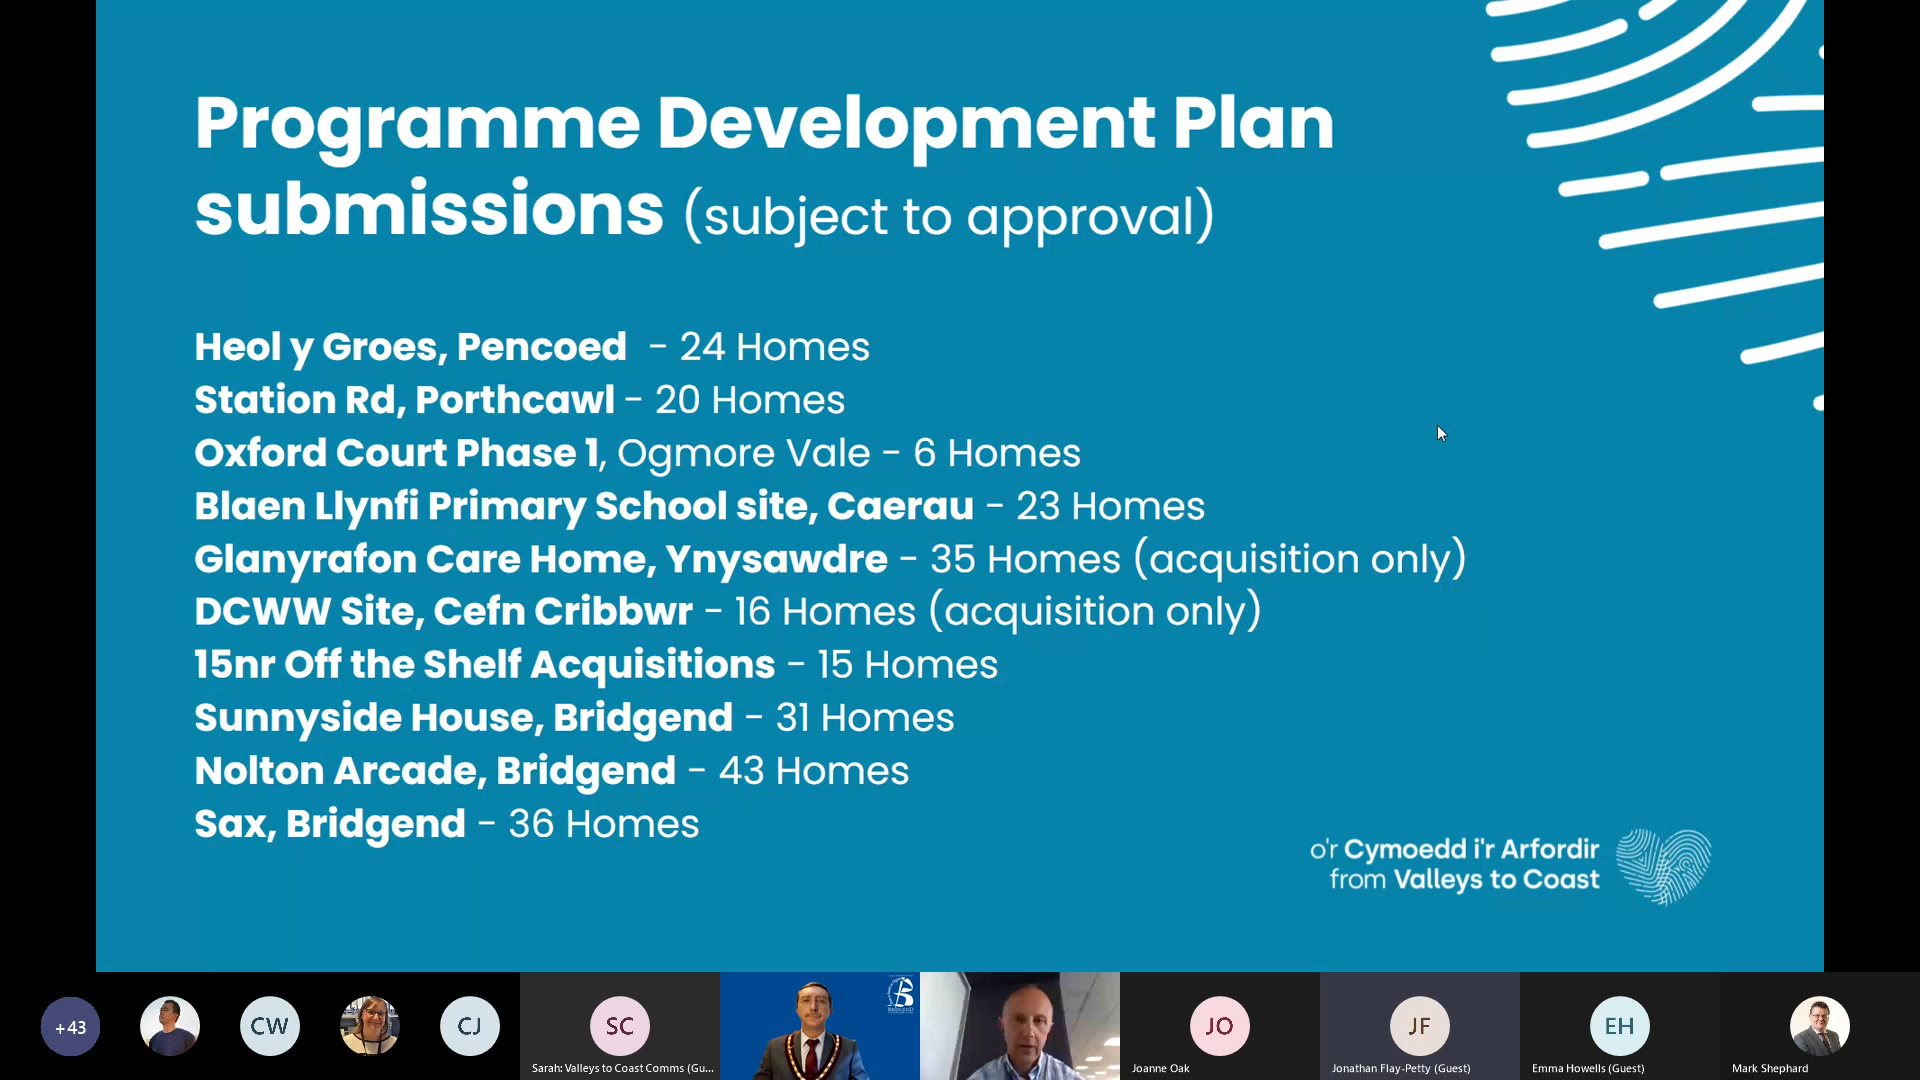 Programme Development Plan
submissions (subject to approval)
Heol y Groes, Pencoed - 24 Homes
Station Rd, Porthcawl - 20 Homes
Oxford Court Phase 1, Ogmore Vale - 6 Homes
Blaen Llynfi Primary School site, Caerau - 23 Homes
Glanyrafon Care Home, Ynysawdre - 35 Homes (acquisition only)
DCWW Site, Cefn Cribbwr - 16 Homes (acquisition only)
15nr Off the Shelf Acquisitions - 15 Homes
Sunnyside House, Bridgend - 31 Homes
Nolton Arcade, Bridgend - 43 Homes
Sax, Bridgend - 36 Homes
o'r Cymoedd i'r Arfordir
from Valleys to Coast
+43
CW
CJ
SC
JO
JF
EH
Sarah: Valleys to Coast Comms (Gu...
Joanne Oak
Jonathan Flay-Petty (Guest)
Emma Howells (Guest)
Mark Shephard